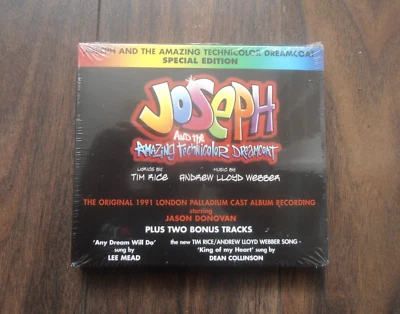 JOSEPH AND THE AMAZING TECHNICOLOR DREAMCOAT
SPECIAL EDITION
JOSEPH
AND THE
AMAZING TECHNICOLOR DREAMCOAT
LYRICS BY
TIM RICE
MUSIC BY
ANDREW LLOYD WEBBER
THE ORIGINAL 1991 LONDON PALLADIUM CAST ALBUM RECORDING
starring
JASON DONOVAN
PLUS TWO BONUS TRACKS
'Any Dream Will Do'
sung by
LEE MEAD
the new TIM RICE/ANDREW LLOYD WEBBER SONG -
'King of my Heart' sung by
DEAN COLLINSON